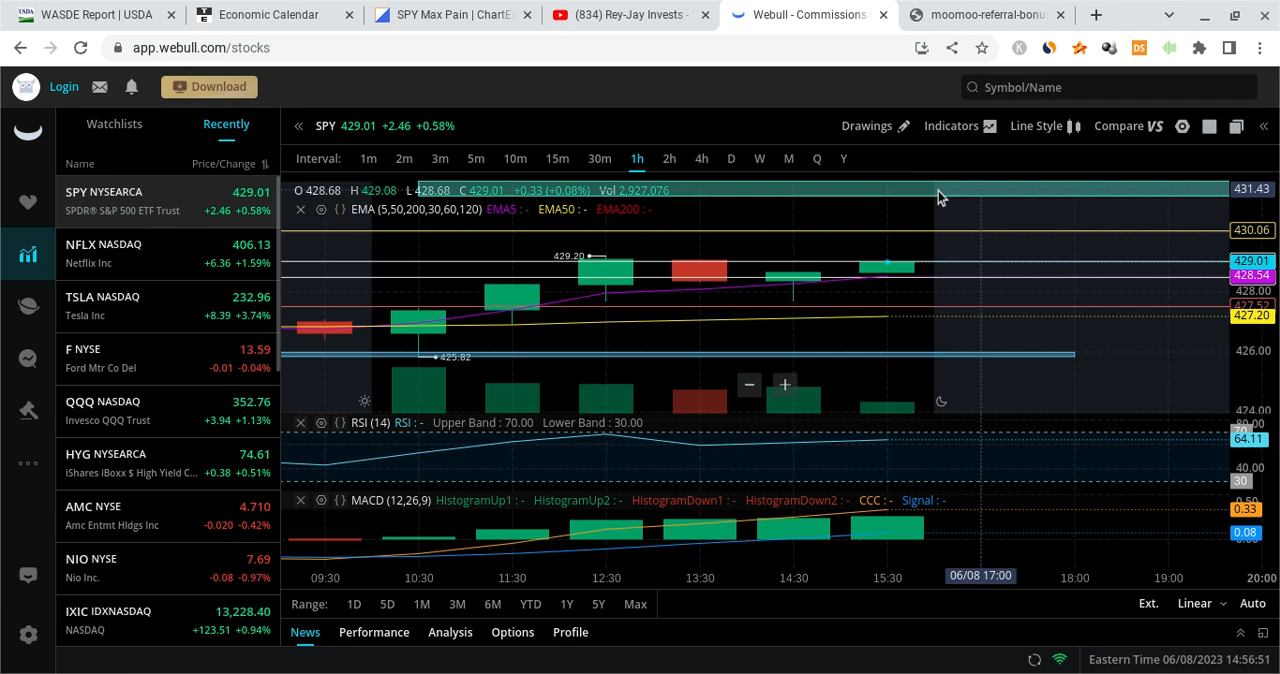 WASDE Report | USDA
Economic Calendar
SPY Max Pain | ChartEx
(834) Rey-Jay Invests -
Webull - Commissions
moomoo-referral-bonus
app.webull.com/stocks
Login
Download
Symbol/Name
Watchlists
Recently
Name
Price/Change
SPY NYSEARCA
429.01
SPDR® S&P 500 ETF Trust
+2.46 +0.58%
NFLX NASDAQ
406.13
Netflix Inc
+6.36 +1.59%
TSLA NASDAQ
232.96
Tesla Inc
+8.39 +3.74%
F NYSE
13.59
Ford Mtr Co Del
-0.01 -0.04%
QQQ NASDAQ
352.76
Invesco QQQ Trust
+3.94 +1.13%
HYG NYSEARCA
74.61
iShares iBoxx $ High Yield C...
+0.38 +0.51%
AMC NYSE
4.710
Amc Entmt Hldgs Inc
-0.020 -0.42%
NIO NYSE
7.69
Nio Inc.
-0.08 -0.97%
IXIC IDXNASDAQ
13,228.40
NASDAQ
+123.51 +0.94%
SPY 429.01 +2.46 +0.58%
Drawings
Indicators
Line Style
Compare VS
Interval: 1m 2m 3m 5m 10m 15m 30m 1h 2h 4h D W M Q Y
O 428.68 H 429.08 L 428.68 C 429.01 +0.33 (+0.08%) Vol 2,927,076
EMA (5,50,200,30,60,120) EMA5 : - EMA50 : - EMA200 : -
431.43
430.06
429.20
429.01
428.54
428.00
427.52
427.20
426.00
425.82
424.00
RSI (14) RSI : - Upper Band : 70.00 Lower Band : 30.00
80.00
70
64.11
40.00
30
MACD (12,26,9) HistogramUp1 : - HistogramUp2 : - HistogramDown1 : - HistogramDown2 : - CCC : - Signal : -
0.50
0.33
0.08
0.00
09:30 10:30 11:30 12:30 13:30 14:30 15:30 06/08 17:00 18:00 19:00 20:00
Range: 1D 5D 1M 3M 6M YTD 1Y 5Y Max
Ext. Linear Auto
News Performance Analysis Options Profile
Eastern Time 06/08/2023 14:56:51